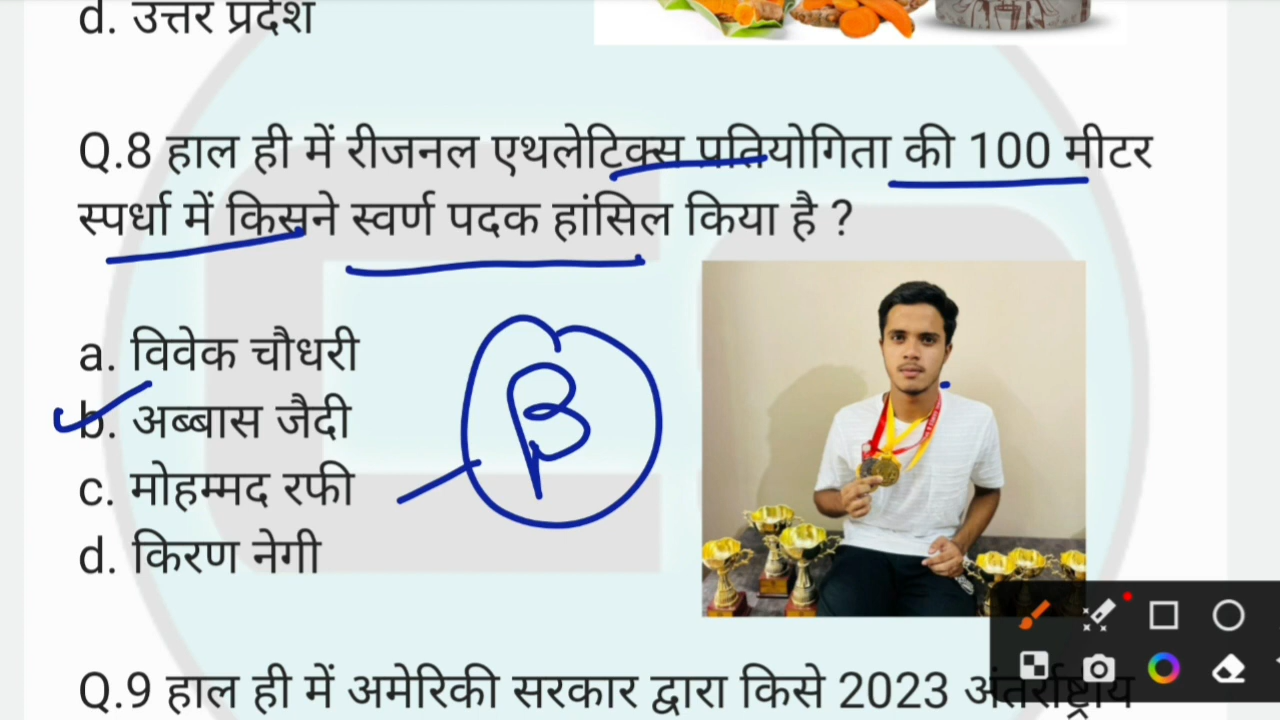 d. उत्तर प्रदेश
Q.8 हाल ही में रीजनल एथलेटिक्स प्रतियोगिता की 100 मीटर
स्पर्धा में किसने स्वर्ण पदक हांसिल किया है ?
a. विवेक चौधरी
b. अब्बास जैदी
c. मोहम्मद रफी
d. किरण नेगी
Q.9 हाल ही में अमेरिकी सरकार द्वारा किसे 2023 अंतर्राष्ट्रीय